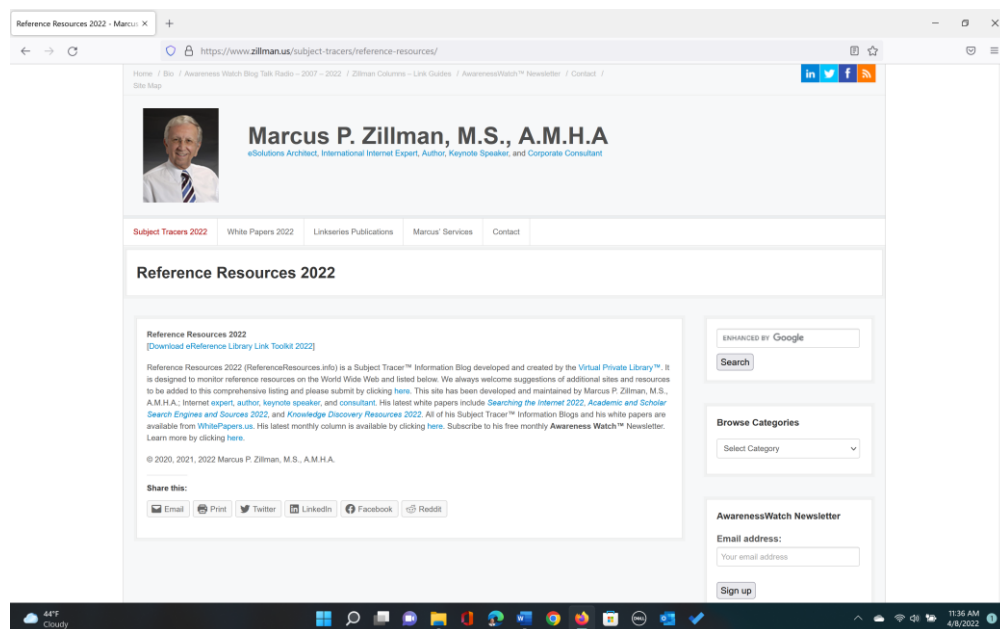 Reference Resources 2022 - Marcus
https://www.zillman.us/subject-tracers/reference-resources/
Home / Bio / Awareness Watch Blog Talk Radio – 2007 – 2022 / Zillman Columns – Link Guides / AwarenessWatch™ Newsletter / Contact /
Site Map
in f
Marcus P. Zillman, M.S., A.M.H.A
eSolutions Architect, International Internet Expert, Author, Keynote Speaker, and Corporate Consultant
Subject Tracers 2022 White Papers 2022 Linkseries Publications Marcus' Services Contact
Reference Resources 2022
Reference Resources 2022
[Download eReference Library Link Toolkit 2022]
Reference Resources 2022 (ReferenceResources.info) is a Subject Tracer™ Information Blog developed and created by the Virtual Private Library™. It
is designed to monitor reference resources on the World Wide Web and listed below. We always welcome suggestions of additional sites and resources
to be added to this comprehensive listing and please submit by clicking here. This site has been developed and maintained by Marcus P. Zillman, M.S.,
A.M.H.A.; Internet expert, author, keynote speaker, and consultant. His latest white papers include Searching the Internet 2022, Academic and Scholar
Search Engines and Sources 2022, and Knowledge Discovery Resources 2022. All of his Subject Tracer™ Information Blogs and his white papers are
available from WhitePapers.us. His latest monthly column is available by clicking here. Subscribe to his free monthly Awareness Watch™ Newsletter.
Learn more by clicking here.
© 2020, 2021, 2022 Marcus P. Zillman, M.S., A.M.H.A.
Share this:
Email Print Twitter LinkedIn Facebook Reddit
ENHANCED BY Google
Search
Browse Categories
Select Category
AwarenessWatch Newsletter
Email address:
Your email address
Sign up
44°F
Cloudy
DELL
11:36 AM
4/8/2022
1